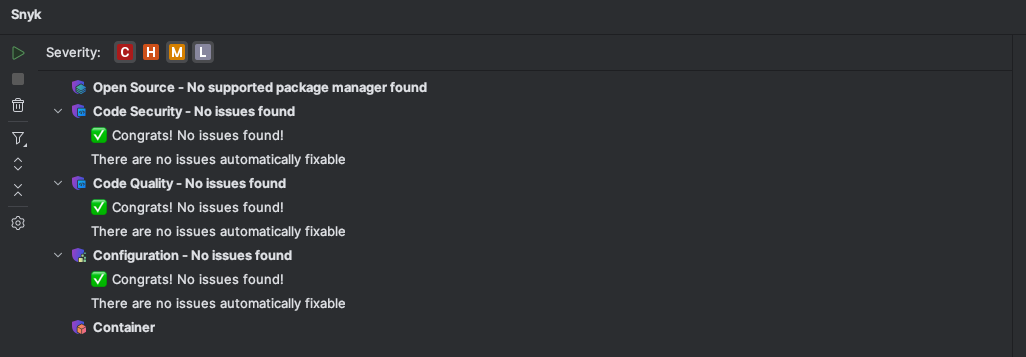 Snyk
Severity: C H M L
Open Source - No supported package manager found
Code Security - No issues found
Congrats! No issues found!
There are no issues automatically fixable
Code Quality - No issues found
Congrats! No issues found!
There are no issues automatically fixable
Configuration - No issues found
Congrats! No issues found!
There are no issues automatically fixable
Container